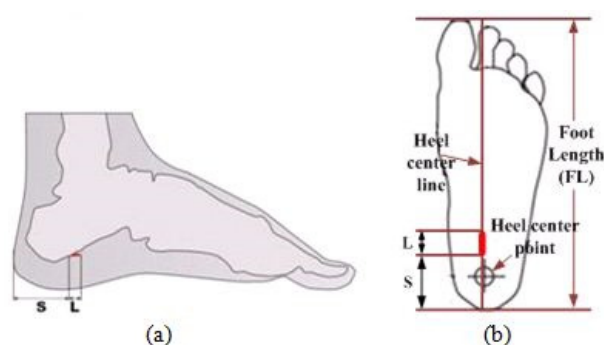 S L
(a)
Heel
center
line
Foot
Length
(FL)
Heel center
point
L
S
(b)